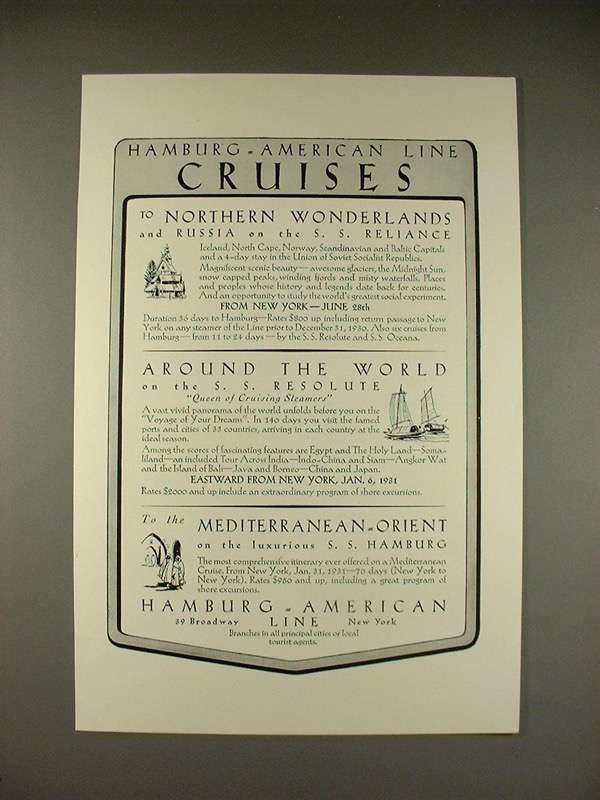 HAMBURG - AMERICAN LINE
CRUISES
TO NORTHERN WONDERLANDS
and RUSSIA on the S. S. RELIANCE
Iceland, North Cape, Norway, Scandinavian and Baltic Capitals
and a 4-day stay in the Union of Soviet Socialist Republics.
Magnificent scenic beauty—awesome glaciers, the Midnight Sun,
snow capped peaks, winding fjords and misty waterfalls. Places
and peoples whose history and legends date back for centuries.
And an opportunity to study the world's greatest social experiment.
FROM NEW YORK—JUNE 28th
Duration 36 days to Hamburg—Rates $800 up including return passage to New
York on any steamer of the Line prior to December 31, 1930. Also six cruises from
Hamburg—from 11 to 24 days—by the S. S. Resolute and S. S. Oceana.
AROUND THE WORLD
on the S. S. RESOLUTE
"Queen of Cruising Steamers"
A vast vivid panorama of the world unfolds before you on the
"Voyage of Your Dreams". In 140 days you visit the famed
ports and cities of 33 countries, arriving in each country at the
ideal season.
Among the scores of fascinating features are Egypt and The Holy Land—Soma-
liland—an included Tour Across India—Indo-China and Siam—Angkor Wat
and the Island of Bali—Java and Borneo—China and Japan.
EASTWARD FROM NEW YORK, JAN. 6, 1931
Rates $2000 and up include an extraordinary program of shore excursions.
To the MEDITERRANEAN-ORIENT
on the luxurious S. S. HAMBURG
The most comprehensive itinerary ever offered on a Mediterranean
Cruise. From New York, Jan. 31, 1931—70 days (New York to
New York). Rates $950 and up, including a great program of
shore excursions.
HAMBURG - AMERICAN
39 Broadway LINE New York
Branches in all principal cities or local
tourist agents.